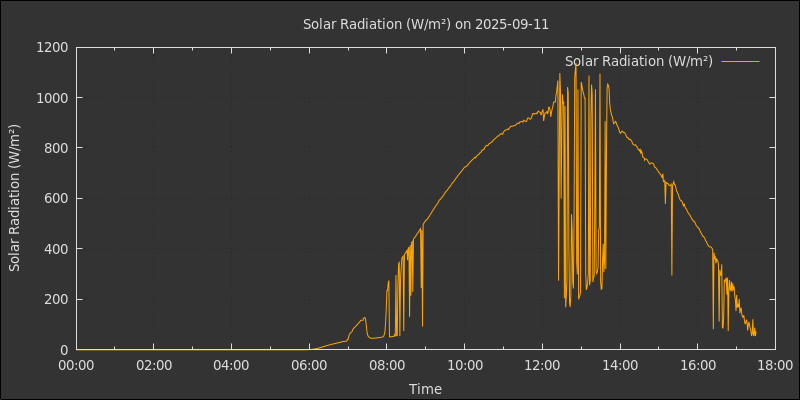 Solar Radiation (W/m²) on 2025-09-11
Solar Radiation (W/m²)
1200
1000
800
600
400
200
0
Solar Radiation (W/m²)
00:00 02:00 04:00 06:00 08:00 10:00 12:00 14:00 16:00 18:00
Time